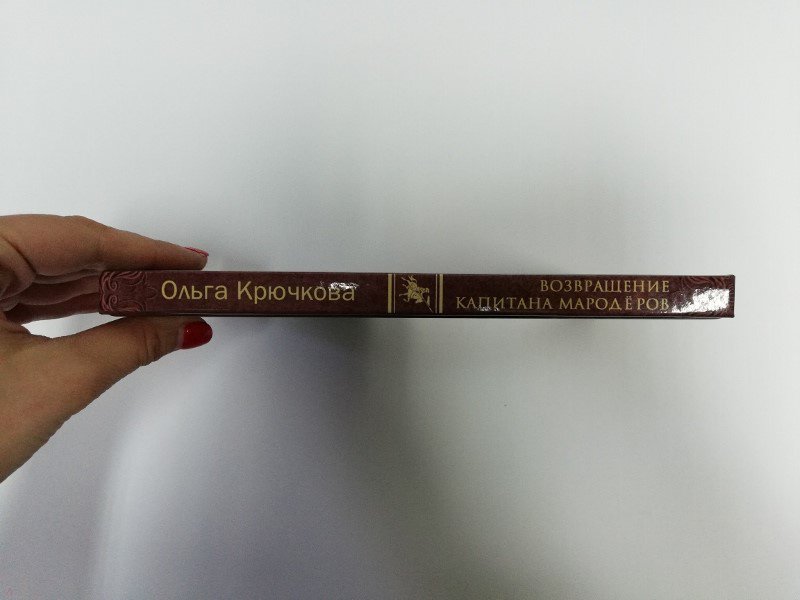 Ольга Крючкова
ВОЗВРАЩЕНИЕ
КАПИТАНА МАРОДЁРОВ